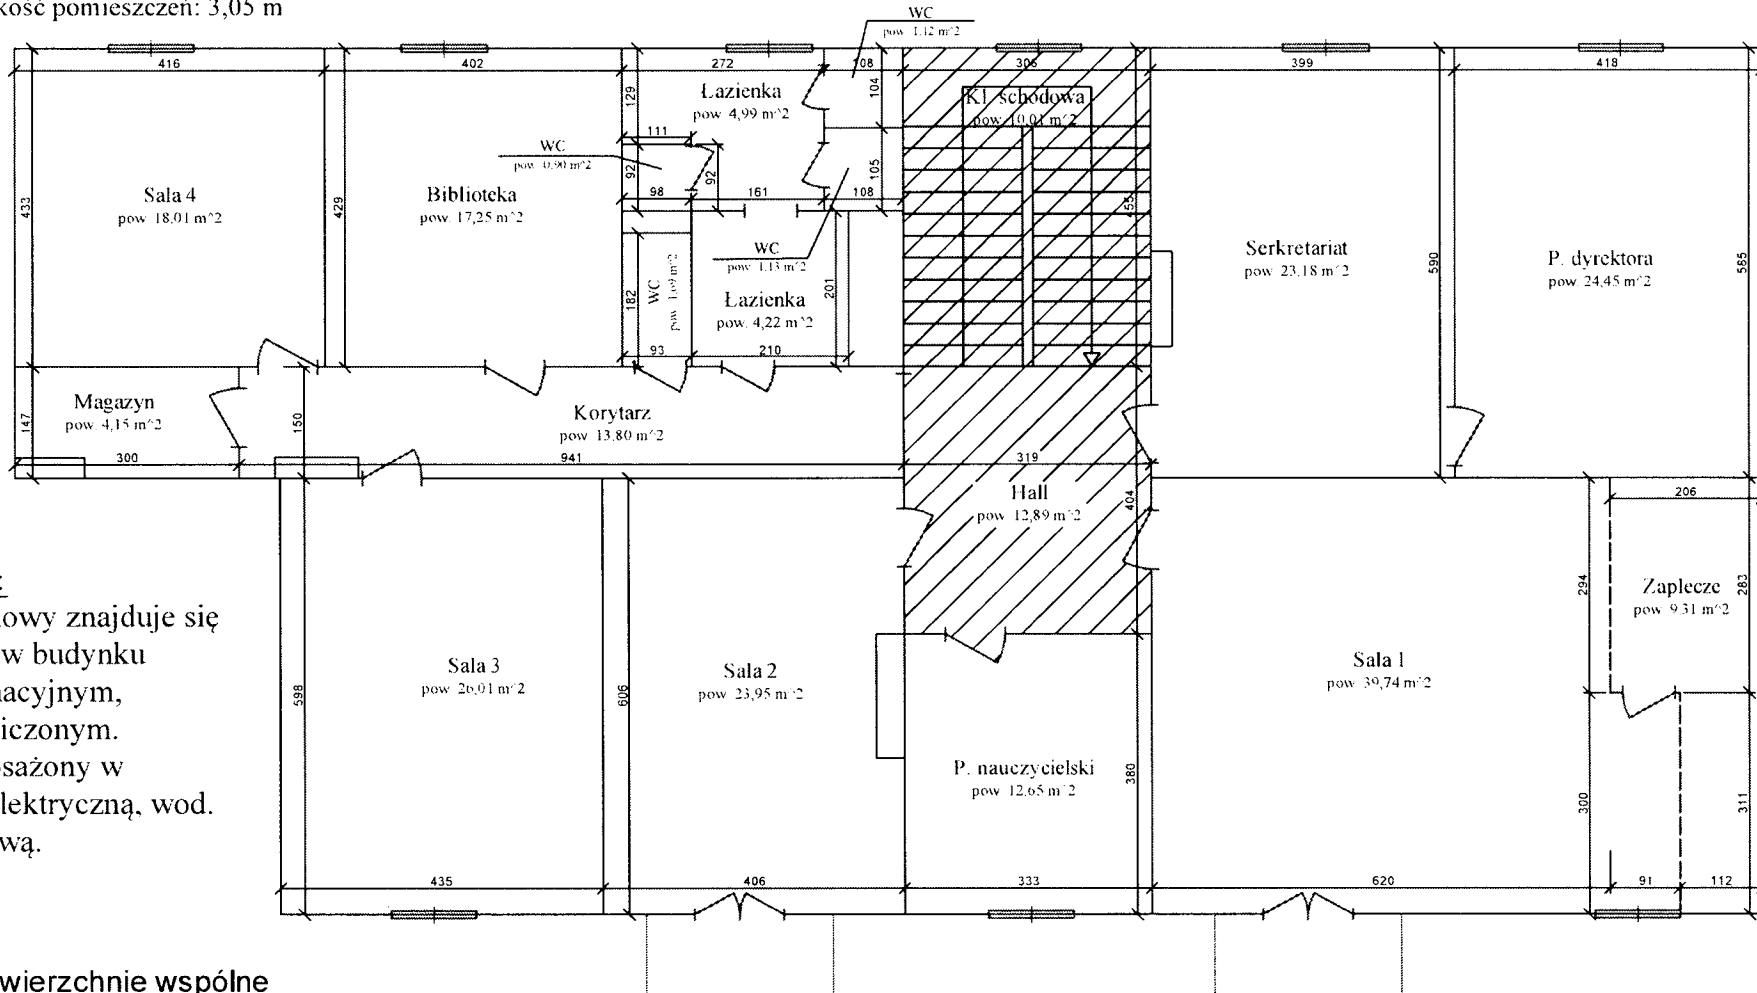 kość pomieszczeń: 3,05 m
WC
pow 1.12 m^2
416
402
272
108
306
399
418
Łazienka
pow 4,99 m^2
129
104
Kl. schodowa
pow 10,01 m^2
111
WC
pow 0,90 m^2
92
92
105
98
161
108
Sala 4
pow 18,01 m^2
433
429
Biblioteka
pow. 17,25 m^2
455
Serkretariat
pow 23,18 m^2
590
P. dyrektora
pow 24,45 m^2
585
WC
pow 1.13 m^2
WC
pow 1.69 m^2
182
201
Łazienka
pow. 4,22 m^2
93
210
Magazyn
pow. 4,15 m^2
147
150
Korytarz
pow 13,80 m^2
300
941
319
Hall
pow 12,89 m^2
404
206
294
Zaplecze
pow 9.31 m^2
283
owy znajduje się
w budynku
nacyjnym,
iczonym.
osażony w
lektryczną, wod.
wą.
598
Sala 3
pow 26,01 m^2
606
Sala 2
pow 23,95 m^2
Sala 1
pow 39,74 m^2
P. nauczycielski
pow 12,65 m^2
380
300
311
435
406
333
620
91
112
wierzchnie wspólne